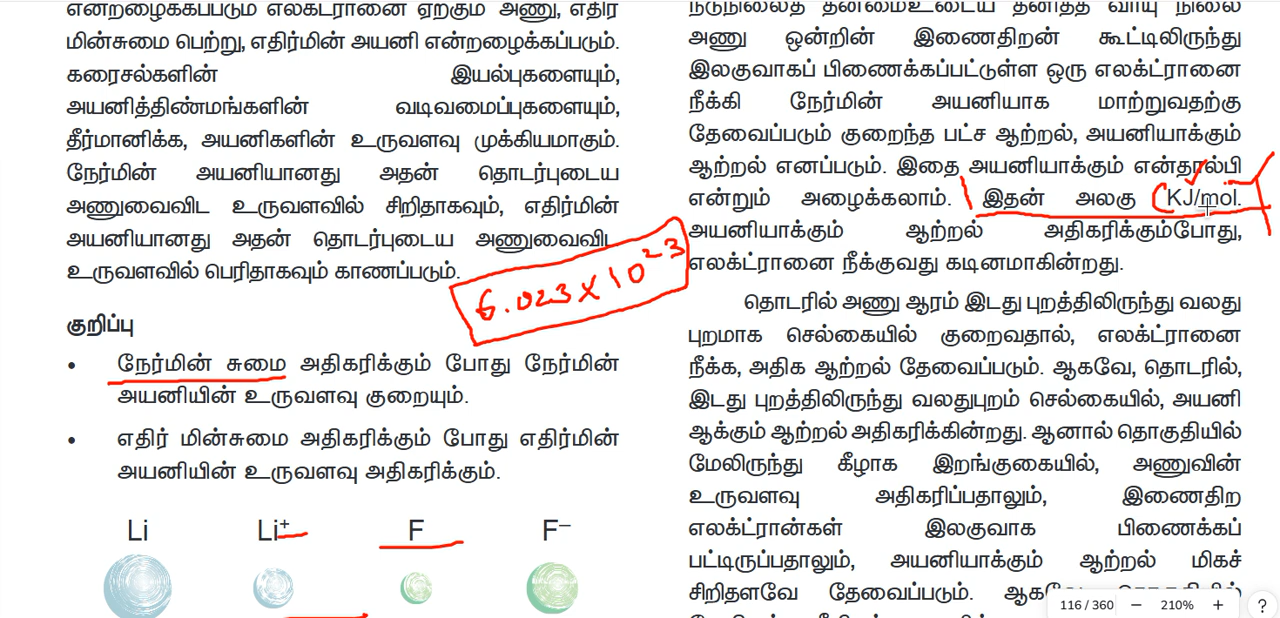 என்றழைக்கப்படும் எலக்ட்ரானை ஏற்கும் அணு, எதிர்
மின்சுமை பெற்று, எதிர்மின் அயனி என்றழைக்கப்படும்.
கரைசல்களின் இயல்புகளையும்,
அயனித்திண்மங்களின் வடிவமைப்புகளையும்,
தீர்மானிக்க, அயனிகளின் உருவளவு முக்கியமாகும்.
நேர்மின் அயனியானது அதன் தொடர்புடைய
அணுவைவிட உருவளவில் சிறிதாகவும், எதிர்மின்
அயனியானது அதன் தொடர்புடைய அணுவைவிட
உருவளவில் பெரிதாகவும் காணப்படும்.
6.023 × 10²³
குறிப்பு
• நேர்மின் சுமை அதிகரிக்கும் போது நேர்மின்
அயனியின் உருவளவு குறையும்.
• எதிர் மின்சுமை அதிகரிக்கும் போது எதிர்மின்
அயனியின் உருவளவு அதிகரிக்கும்.
Li Li⁺ F F⁻
நடுநிலைத் தன்மைஉடைய தனித்த வாயு நிலை
அணு ஒன்றின் இணைதிறன் கூட்டிலிருந்து
இலகுவாகப் பிணைக்கப்பட்டுள்ள ஒரு எலக்ட்ரானை
நீக்கி நேர்மின் அயனியாக மாற்றுவதற்கு
தேவைப்படும் குறைந்த பட்ச ஆற்றல், அயனியாக்கும்
ஆற்றல் எனப்படும். இதை அயனியாக்கும் என்தால்பி
என்றும் அழைக்கலாம். இதன் அலகு KJ/mol.
அயனியாக்கும் ஆற்றல் அதிகரிக்கும்போது,
எலக்ட்ரானை நீக்குவது கடினமாகின்றது.
தொடரில் அணு ஆரம் இடது புறத்திலிருந்து வலது
புறமாக செல்கையில் குறைவதால், எலக்ட்ரானை
நீக்க, அதிக ஆற்றல் தேவைப்படும். ஆகவே, தொடரில்,
இடது புறத்திலிருந்து வலதுபுறம் செல்கையில், அயனி
ஆக்கும் ஆற்றல் அதிகரிக்கின்றது. ஆனால் தொகுதியில்
மேலிருந்து கீழாக இறங்குகையில், அணுவின்
உருவளவு அதிகரிப்பதாலும், இணைதிற
எலக்ட்ரான்கள் இலகுவாக பிணைக்கப்
பட்டிருப்பதாலும், அயனியாக்கும் ஆற்றல் மிகச்
சிறிதளவே தேவைப்படும்.
116 / 360 − 210% + ?